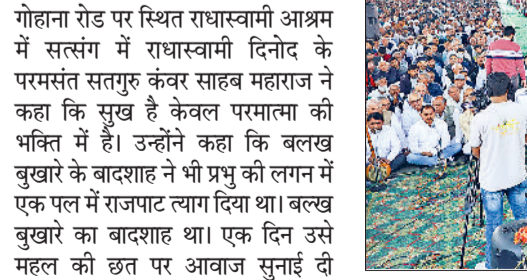 गोहाना रोड पर स्थित राधास्वामी आश्रम
में सत्संग में राधास्वामी दिनोद के
परमसंत सतगुरु कंवर साहब महाराज ने
कहा कि सुख है केवल परमात्मा की
भक्ति में है। उन्होंने कहा कि बलख
बुखारे के बादशाह ने भी प्रभु की लगन में
एक पल में राजपाट त्याग दिया था। बल्ख
बुखारे का बादशाह था। एक दिन उसे
महल की छत पर आवाज सुनाई दी